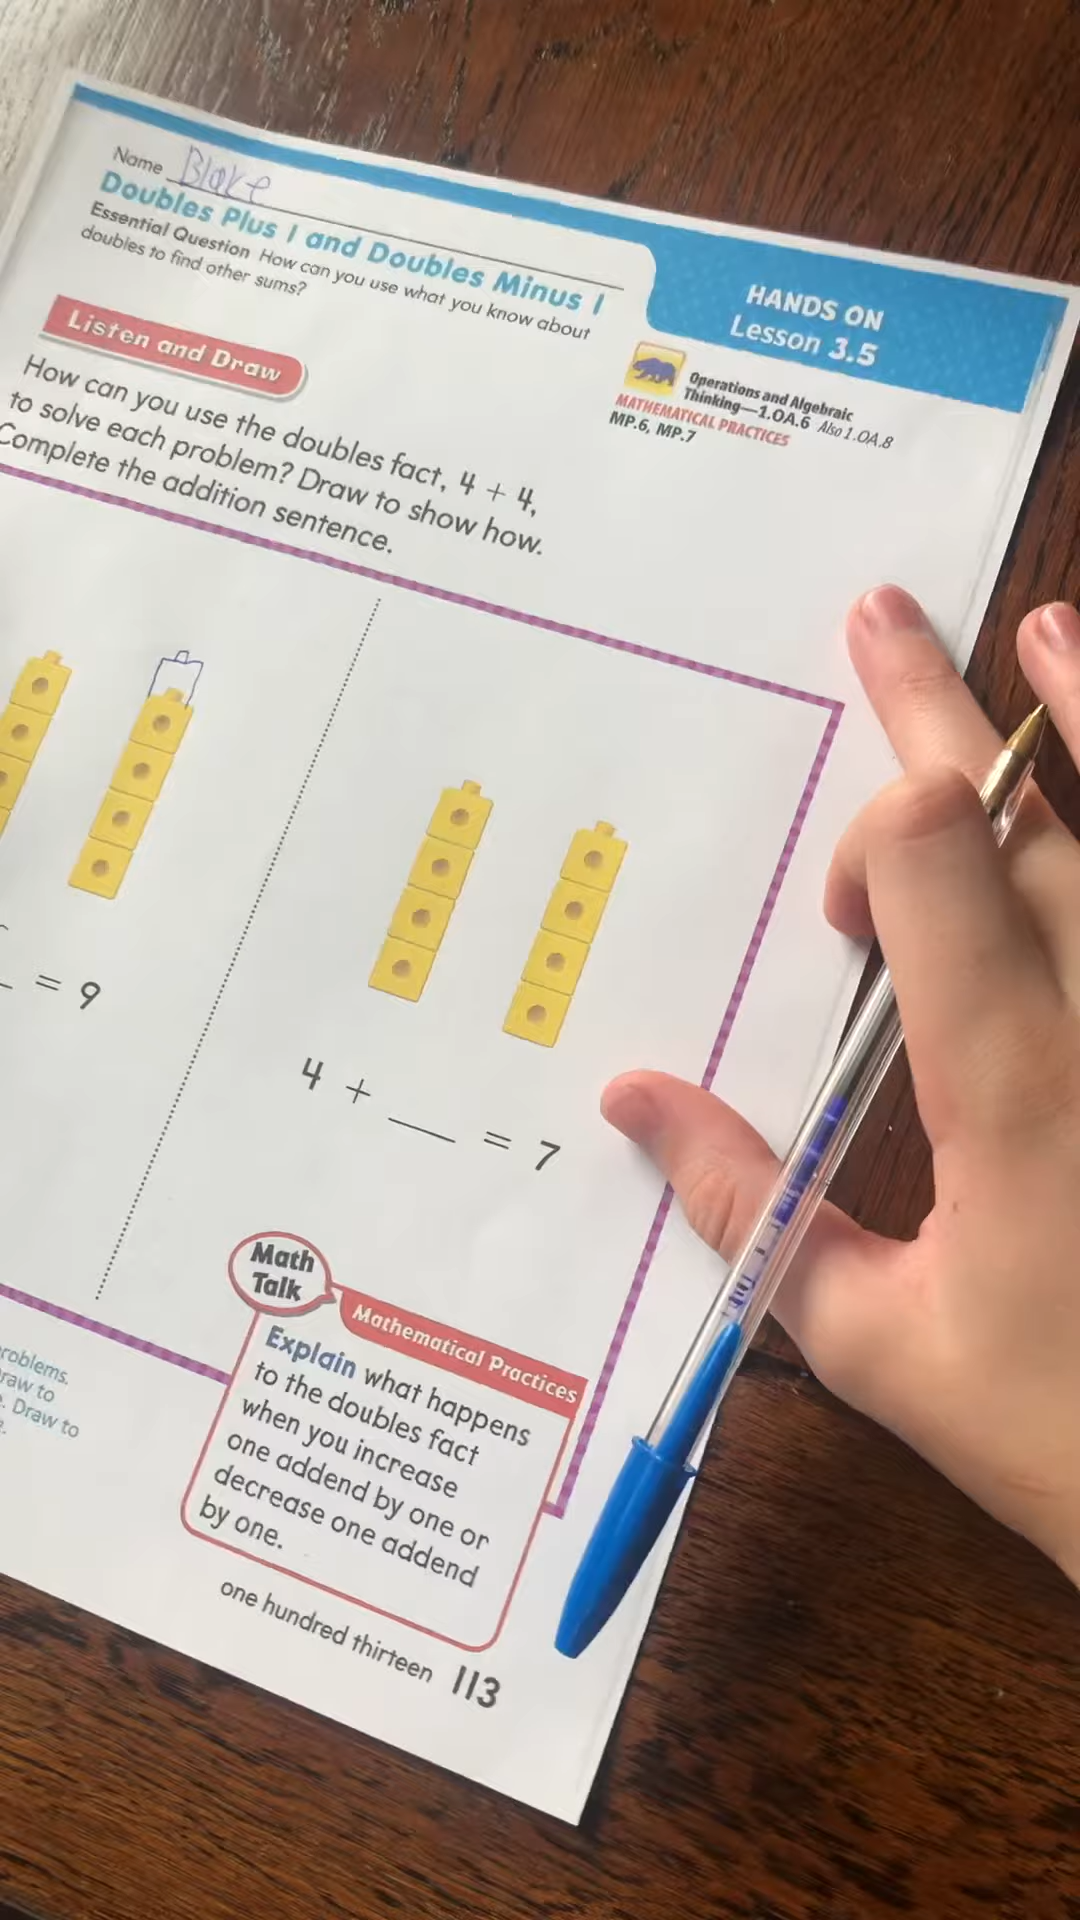 Name Blake
Doubles Plus 1 and Doubles Minus 1
Essential Question How can you use what you know about
doubles to find other sums?
HANDS ON
Lesson 3.5
Operations and Algebraic
Thinking—1.OA.6 Also 1.OA.8
MATHEMATICAL PRACTICES
MP.6, MP.7
Listen and Draw
How can you use the doubles fact, 4 + 4,
to solve each problem? Draw to show how.
Complete the addition sentence.
= 9
4 + ___ = 7
Math
Talk
Mathematical Practices
Explain what happens
to the doubles fact
when you increase
one addend by one or
decrease one addend
by one.
roblems.
raw to
. Draw to
one hundred thirteen 113